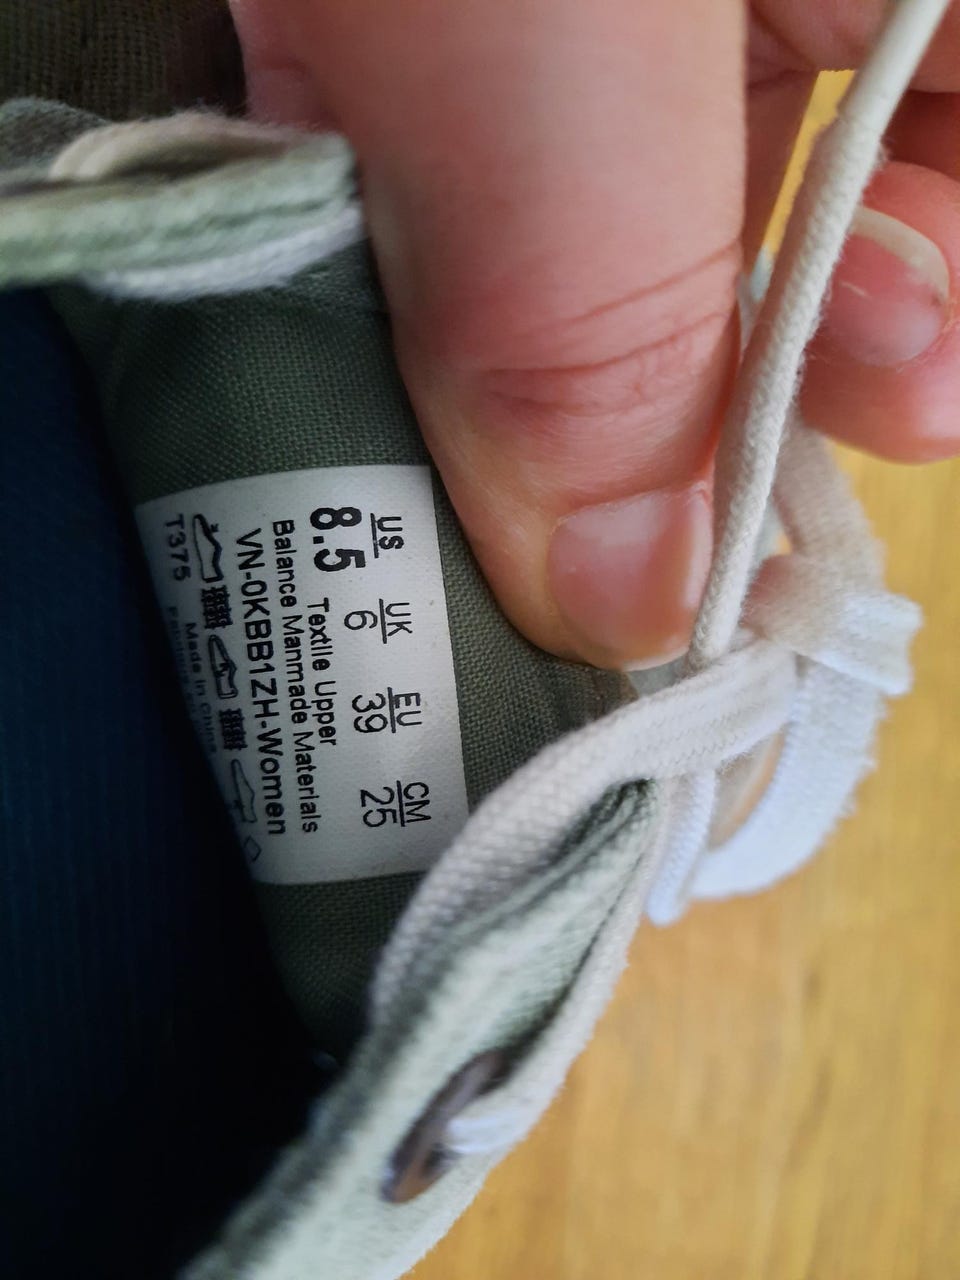 US UK EU CM
8.5 6 39 25
Textile Upper
Balance Manmade Materials
VN-0KBB1ZH-Women
T375
Made in China